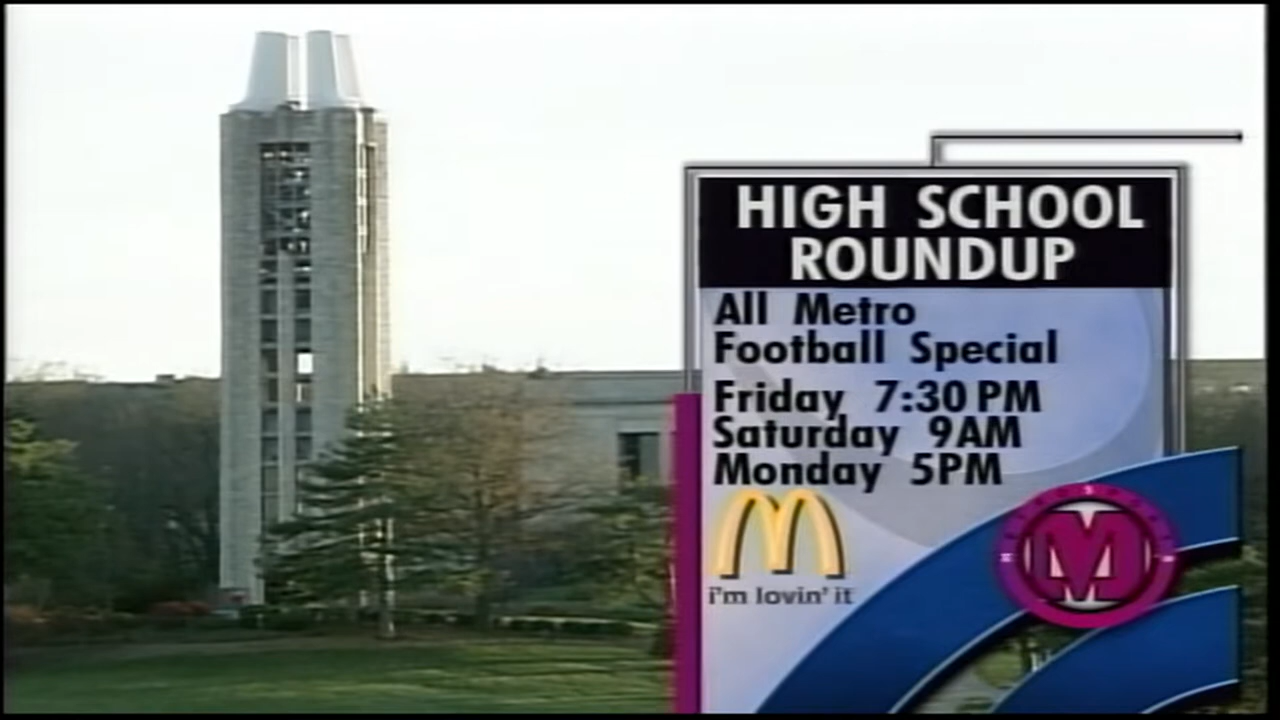 HIGH SCHOOL
ROUNDUP
All Metro
Football Special
Friday 7:30 PM
Saturday 9AM
Monday 5PM
i'm lovin' it
M